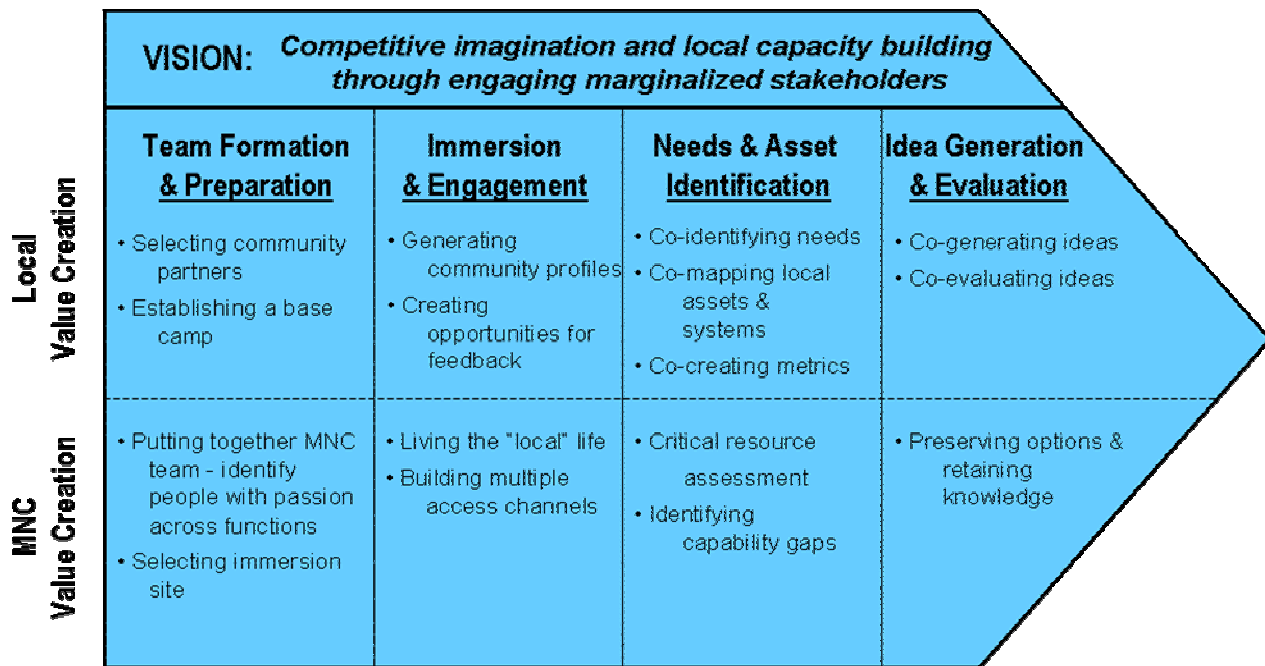 VISION: Competitive imagination and local capacity building
through engaging marginalized stakeholders
Local
Value Creation
Team Formation
& Preparation
• Selecting community
partners
• Establishing a base
camp
Immersion
& Engagement
• Generating
community profiles
• Creating
opportunities for
feedback
Needs & Asset
Identification
• Co-identifying needs
• Co-mapping local
assets &
systems
• Co-creating metrics
Idea Generation
& Evaluation
• Co-generating ideas
• Co-evaluating ideas
MNC
Value Creation
• Putting together MNC
team - identify
people with passion
across functions
• Selecting immersion
site
• Living the "local" life
• Building multiple
access channels
• Critical resource
assessment
• Identifying
capability gaps
• Preserving options &
retaining
knowledge